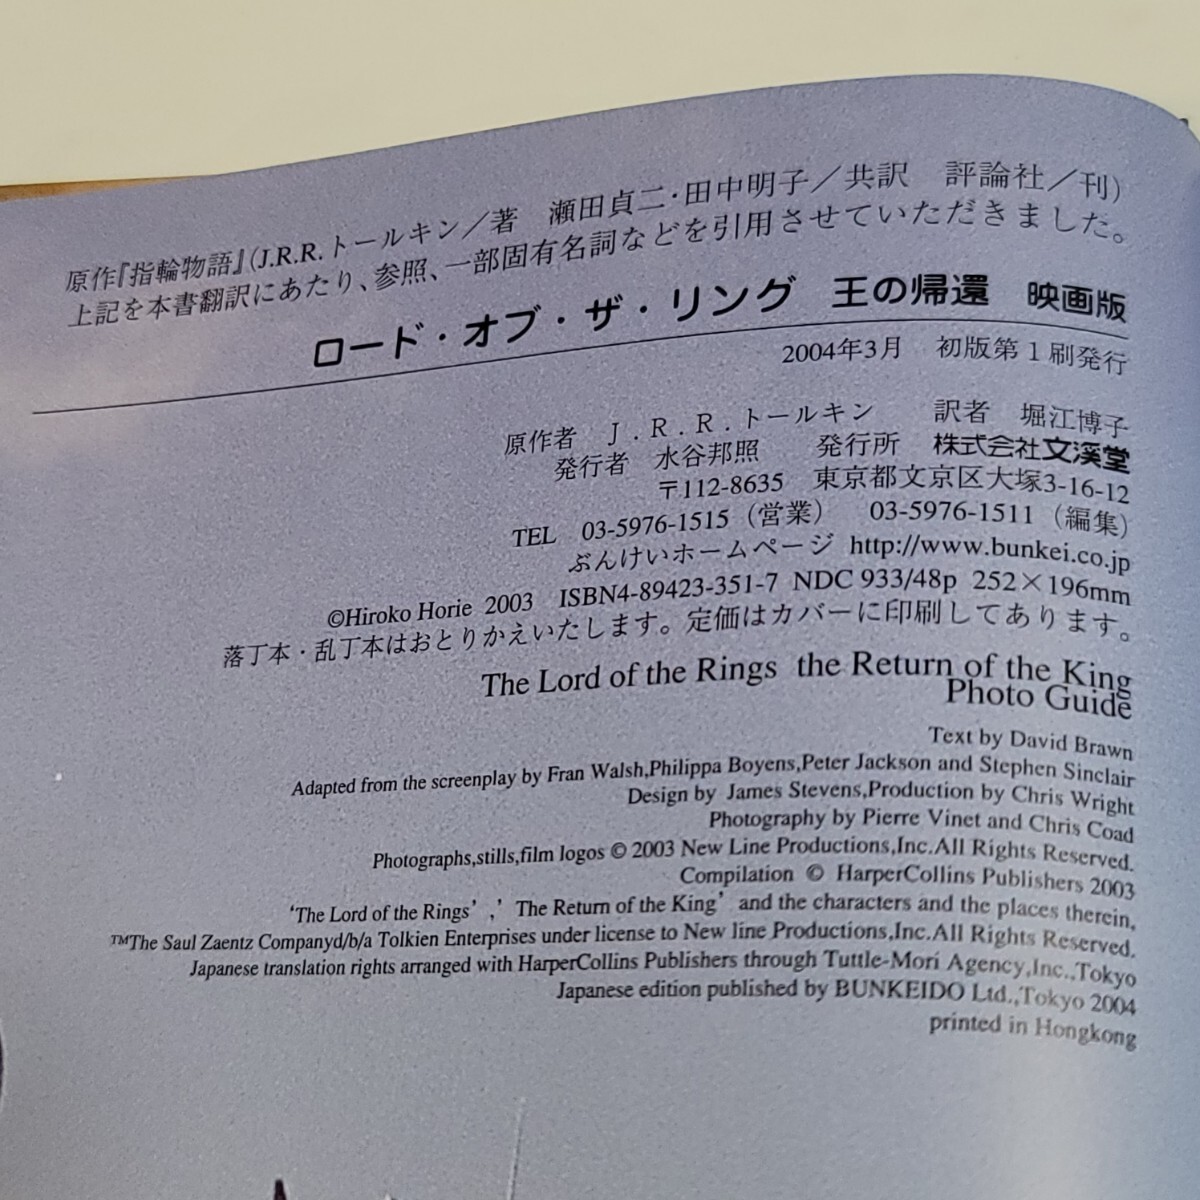 原作『指輪物語』(J.R.R.トールキン／著　瀬田貞二・田中明子／共訳　評論社／刊)
上記を本書翻訳にあたり、参照、一部固有名詞などを引用させていただきました。
ロード・オブ・ザ・リング　王の帰還　映画版
2004年3月　初版第1刷発行
原作者　J.R.R.トールキン　訳者　堀江博子
発行者　水谷邦照　発行所　株式会社文溪堂
〒112-8635　東京都文京区大塚3-16-12
TEL　03-5976-1515（営業）　03-5976-1511（編集）
ぶんけいホームページ http://www.bunkei.co.jp
©Hiroko Horie 2003　ISBN4-89423-351-7 NDC 933/48p 252×196mm
落丁本・乱丁本はおとりかえいたします。定価はカバーに印刷してあります。
The Lord of the Rings the Return of the King
Photo Guide
Text by David Brawn
Adapted from the screenplay by Fran Walsh,Philippa Boyens,Peter Jackson and Stephen Sinclair
Design by James Stevens,Production by Chris Wright
Photography by Pierre Vinet and Chris Coad
Photographs,stills,film logos © 2003 New Line Productions,Inc.All Rights Reserved.
Compilation © HarperCollins Publishers 2003
‘The Lord of the Rings’ ,’ The Return of the King’ and the characters and the places therein,
™The Saul Zaentz Companyd/b/a Tolkien Enterprises under license to New line Productions,Inc.All Rights Reserved.
Japanese translation rights arranged with HarperCollins Publishers through Tuttle-Mori Agency,Inc.,Tokyo
Japanese edition published by BUNKEIDO Ltd.,Tokyo 2004
printed in Hongkong